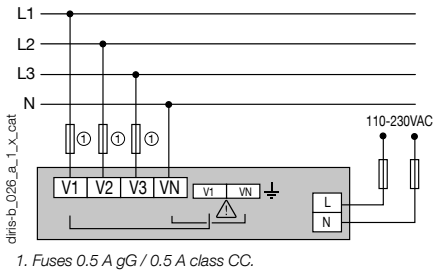 L1
L2
L3
N
110-230VAC
① ① ①
diris-b_026_a_1_x_cat
V1 V2 V3 VN
V1 VN
!
L
N
1. Fuses 0.5 A gG / 0.5 A class CC.